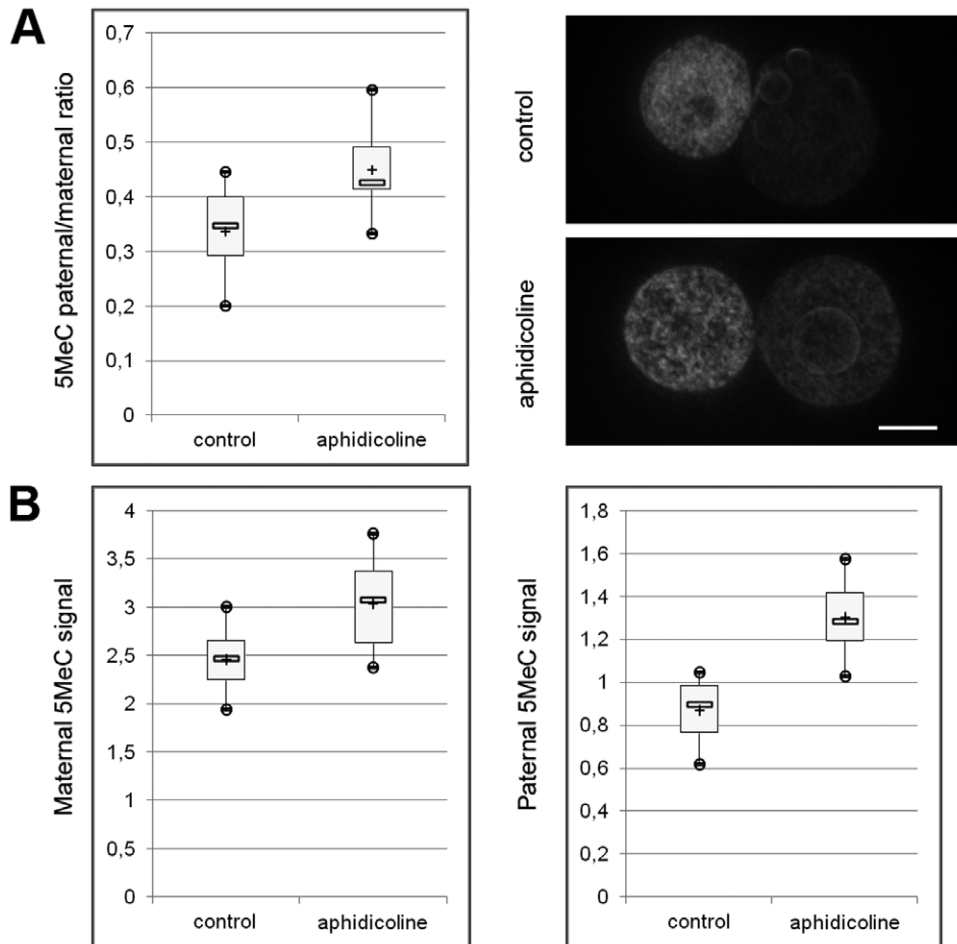 A
5MeC paternal/maternal ratio
0,7
0,6
0,5
0,4
0,3
0,2
0,1
0
control
aphidicoline
control
aphidicoline
B
Maternal 5MeC signal
4
3,5
3
2,5
2
1,5
1
0,5
0
control
aphidicoline
Paternal 5MeC signal
1,8
1,6
1,4
1,2
1
0,8
0,6
0,4
0,2
0
control
aphidicoline